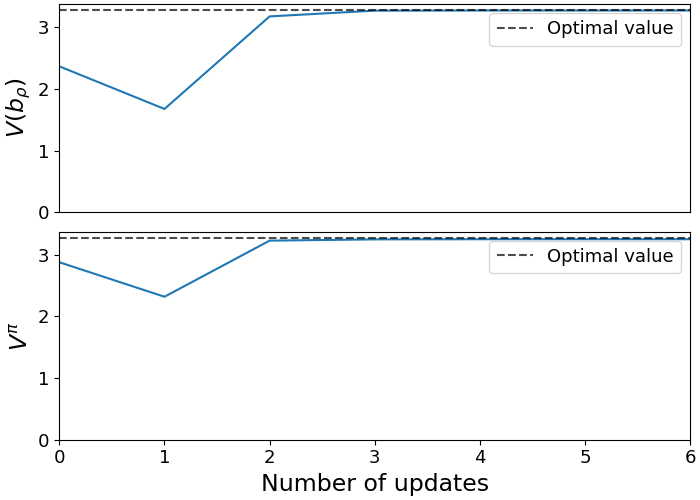 3
2
1
0
V(b_ρ)
Optimal value
3
2
1
0
V^π
Optimal value
0 1 2 3 4 5 6
Number of updates